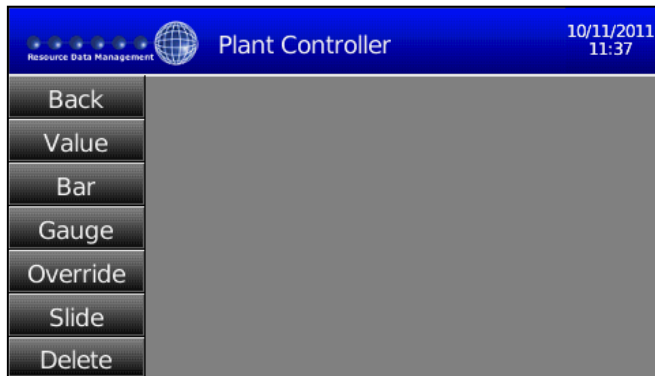 Resource Data Management
Plant Controller
10/11/2011
11:37
Back
Value
Bar
Gauge
Override
Slide
Delete